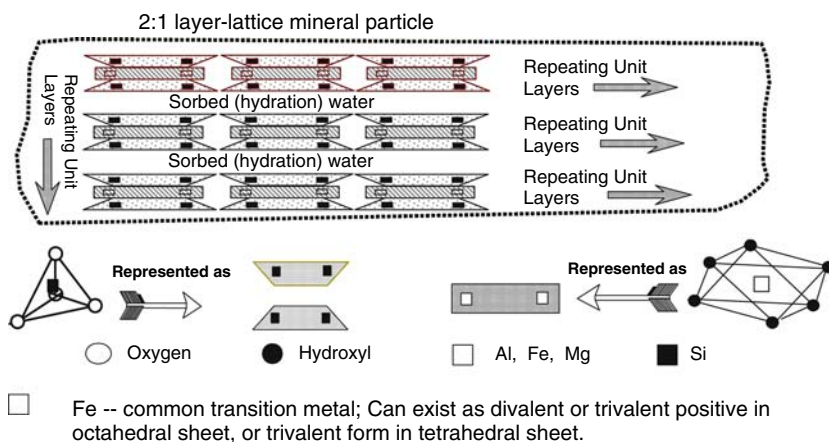 2:1 layer-lattice mineral particle
Repeating Unit
Layers
Sorbed (hydration) water
Sorbed (hydration) water
Repeating Unit
Layers
Repeating Unit
Layers
Repeating Unit
Layers
Represented as
Represented as
Oxygen
Hydroxyl
Al, Fe, Mg
Si
Fe -- common transition metal; Can exist as divalent or trivalent positive in
octahedral sheet, or trivalent form in tetrahedral sheet.